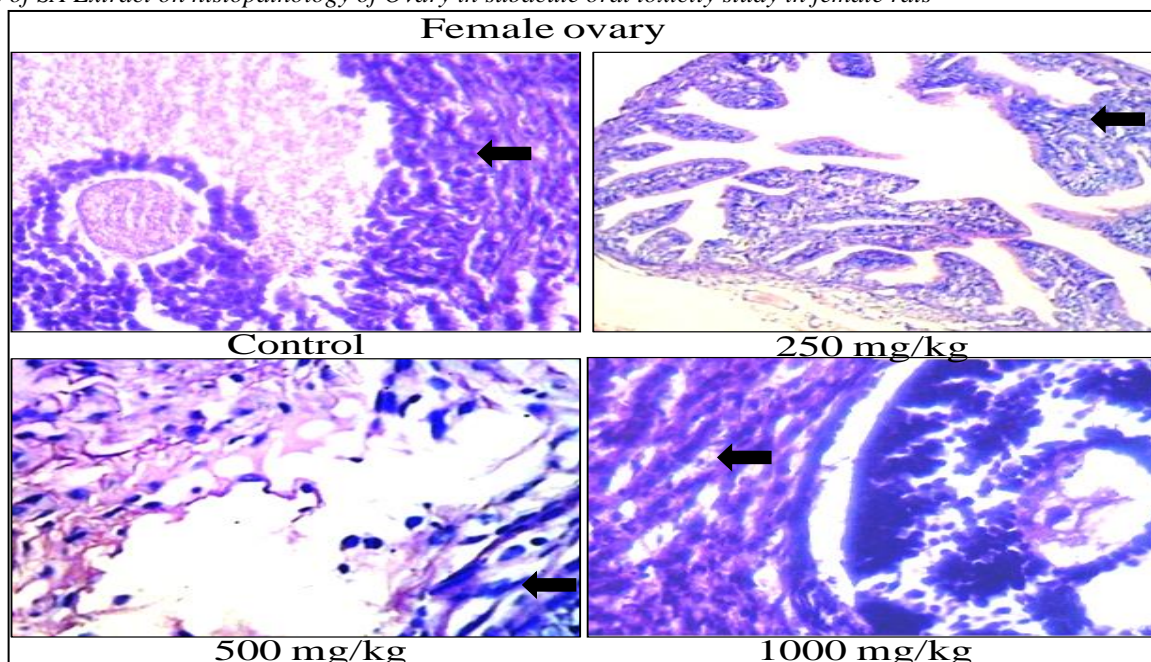 of SA Extract on histopathology of Ovary in subacute oral toxicity study in female rats
Female ovary
Control
250 mg/kg
500 mg/kg
1000 mg/kg